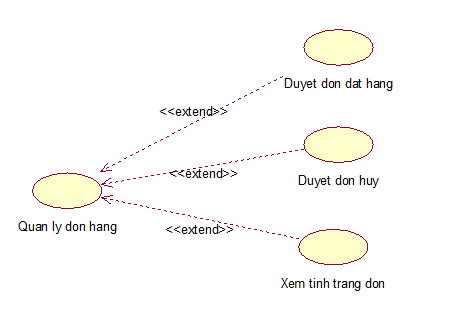 Duyet don dat hang
<<extend>>
<<extend>>
Duyet don huy
Quan ly don hang
<<extend>>
Xem tinh trang don